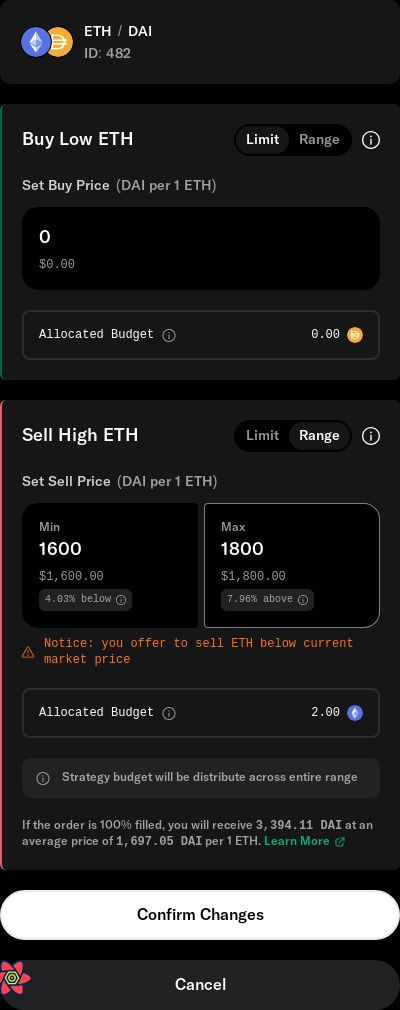 ETH / DAI
ID: 482
Buy Low ETH
Limit Range
Set Buy Price (DAI per 1 ETH)
0
$0.00
Allocated Budget 0.00
Sell High ETH
Limit Range
Set Sell Price (DAI per 1 ETH)
Min Max
1600 1800
$1,600.00 $1,800.00
4.03% below 7.96% above
Notice: you offer to sell ETH below current
market price
Allocated Budget 2.00
Strategy budget will be distribute across entire range
If the order is 100% filled, you will receive 3,394.11 DAI at an
average price of 1,697.05 DAI per 1 ETH. Learn More
Confirm Changes
Cancel